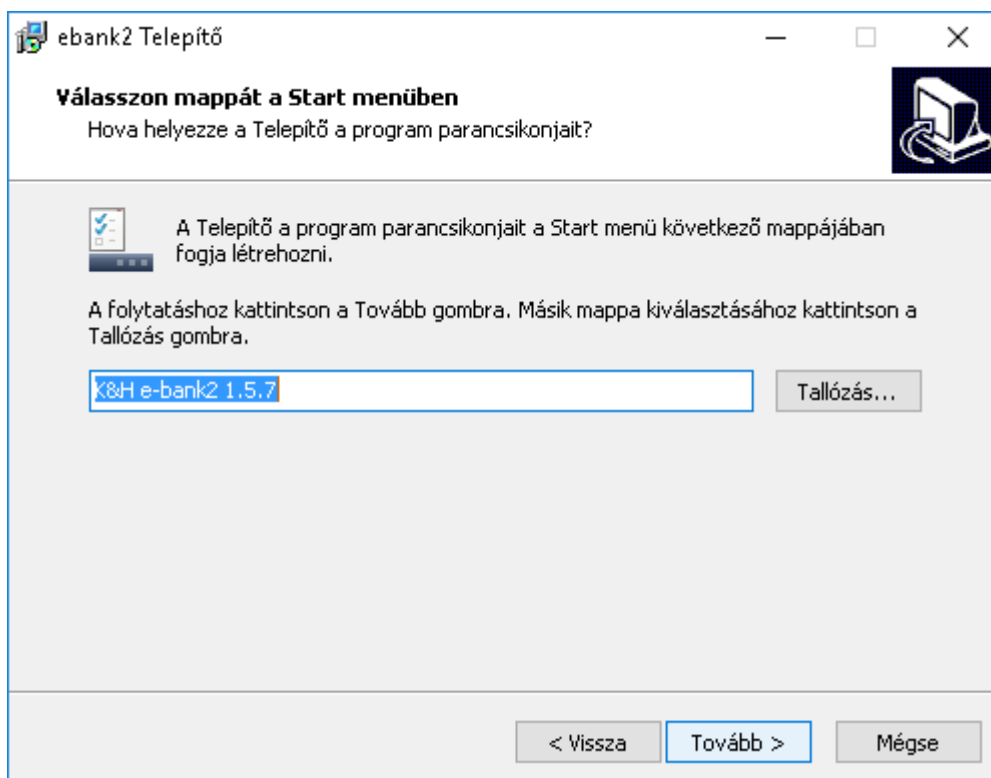 ebank2 Telepítő
Válasszon mappát a Start menüben
Hova helyezze a Telepítő a program parancsikonjait?
A Telepítő a program parancsikonjait a Start menü következő mappájában
fogja létrehozni.
A folytatáshoz kattintson a Tovább gombra. Másik mappa kiválasztásához kattintson a
Tallózás gombra.
K&H e-bank2 1.5.7
Tallózás...
< Vissza
Tovább >
Mégse